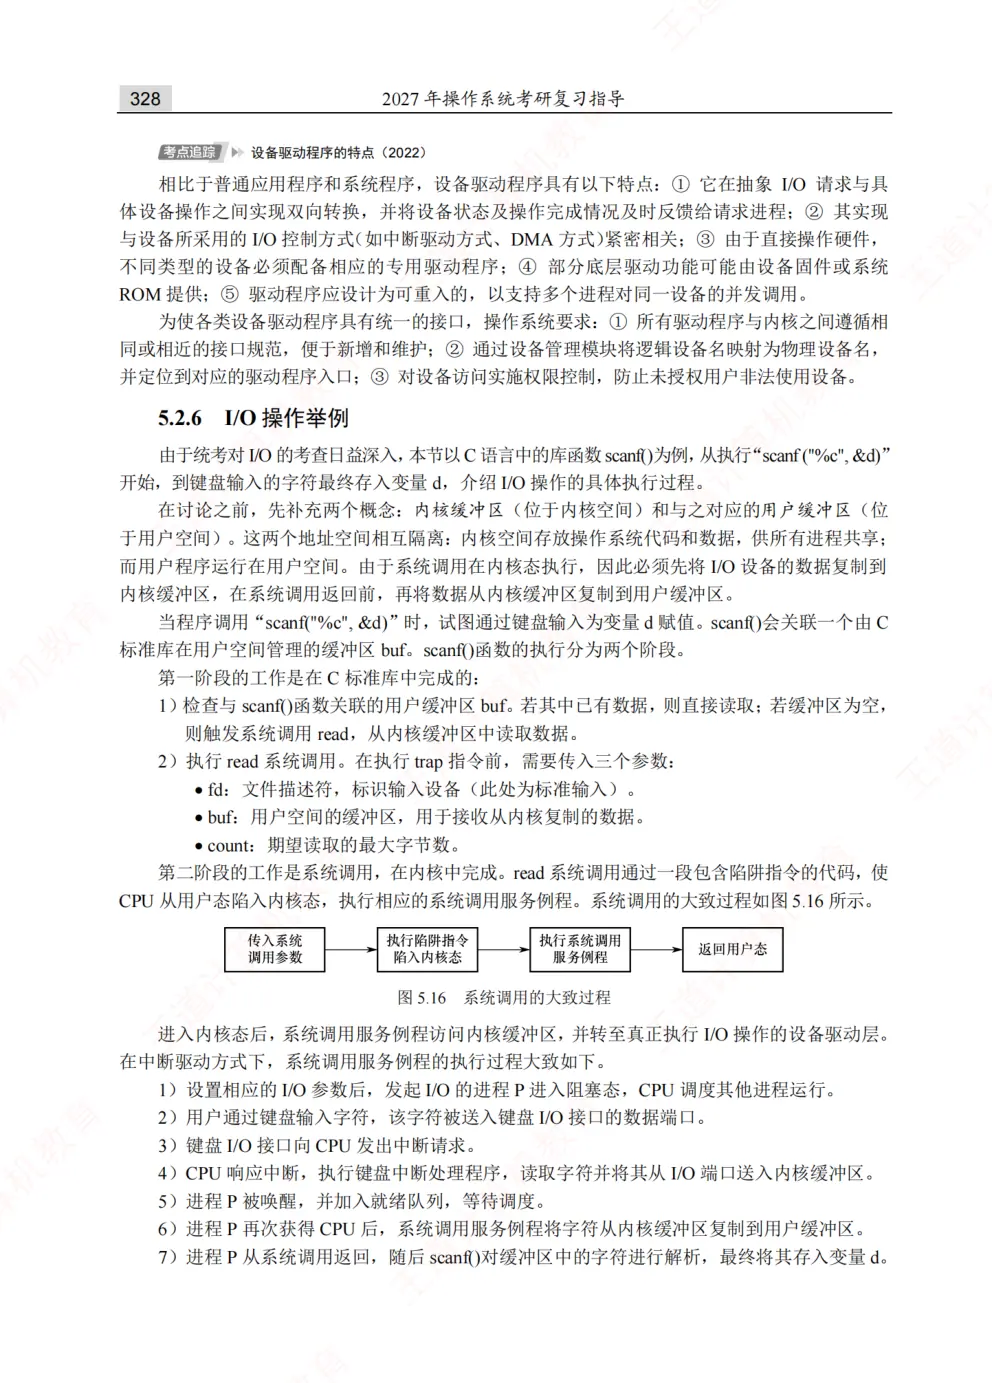 328
2027 年操作系统考研复习指导
考点追踪 设备驱动程序的特点（2022）
相比于普通应用程序和系统程序，设备驱动程序具有以下特点：① 它在抽象 I/O 请求与具
体设备操作之间实现双向转换，并将设备状态及操作完成情况及时反馈给请求进程；② 其实现
与设备所采用的 I/O 控制方式（如中断驱动方式、DMA 方式）紧密相关；③ 由于直接操作硬件，
不同类型的设备必须配备相应的专用驱动程序；④ 部分底层驱动功能可能由设备固件或系统
ROM 提供；⑤ 驱动程序应设计为可重入的，以支持多个进程对同一设备的并发调用。
为使各类设备驱动程序具有统一的接口，操作系统要求：① 所有驱动程序与内核之间遵循相
同或相近的接口规范，便于新增和维护；② 通过设备管理模块将逻辑设备名映射为物理设备名，
并定位到对应的驱动程序入口；③ 对设备访问实施权限控制，防止未授权用户非法使用设备。
5.2.6 I/O 操作举例
由于统考对 I/O 的考查日益深入，本节以 C 语言中的库函数 scanf()为例，从执行“scanf ("%c", &d)”
开始，到键盘输入的字符最终存入变量 d，介绍 I/O 操作的具体执行过程。
在讨论之前，先补充两个概念：内核缓冲区（位于内核空间）和与之对应的用户缓冲区（位
于用户空间）。这两个地址空间相互隔离：内核空间存放操作系统代码和数据，供所有进程共享；
而用户程序运行在用户空间。由于系统调用在内核态执行，因此必须先将 I/O 设备的数据复制到
内核缓冲区，在系统调用返回前，再将数据从内核缓冲区复制到用户缓冲区。
当程序调用“scanf("%c", &d)”时，试图通过键盘输入为变量 d 赋值。scanf()会关联一个由 C
标准库在用户空间管理的缓冲区 buf。scanf()函数的执行分为两个阶段。
第一阶段的工作是在 C 标准库中完成的：
1）检查与 scanf()函数关联的用户缓冲区 buf。若其中已有数据，则直接读取；若缓冲区为空，
则触发系统调用 read，从内核缓冲区中读取数据。
2）执行 read 系统调用。在执行 trap 指令前，需要传入三个参数：
• fd：文件描述符，标识输入设备（此处为标准输入）。
• buf：用户空间的缓冲区，用于接收从内核复制的数据。
• count：期望读取的最大字节数。
第二阶段的工作是系统调用，在内核中完成。read 系统调用通过一段包含陷阱指令的代码，使
CPU 从用户态陷入内核态，执行相应的系统调用服务例程。系统调用的大致过程如图 5.16 所示。
传入系统
调用参数
执行陷阱指令
陷入内核态
执行系统调用
服务例程
返回用户态
图 5.16 系统调用的大致过程
进入内核态后，系统调用服务例程访问内核缓冲区，并转至真正执行 I/O 操作的设备驱动层。
在中断驱动方式下，系统调用服务例程的执行过程大致如下。
1）设置相应的 I/O 参数后，发起 I/O 的进程 P 进入阻塞态，CPU 调度其他进程运行。
2）用户通过键盘输入字符，该字符被送入键盘 I/O 接口的数据端口。
3）键盘 I/O 接口向 CPU 发出中断请求。
4）CPU 响应中断，执行键盘中断处理程序，读取字符并将其从 I/O 端口送入内核缓冲区。
5）进程 P 被唤醒，并加入就绪队列，等待调度。
6）进程 P 再次获得 CPU 后，系统调用服务例程将字符从内核缓冲区复制到用户缓冲区。
7）进程 P 从系统调用返回，随后 scanf()对缓冲区中的字符进行解析，最终将其存入变量 d。